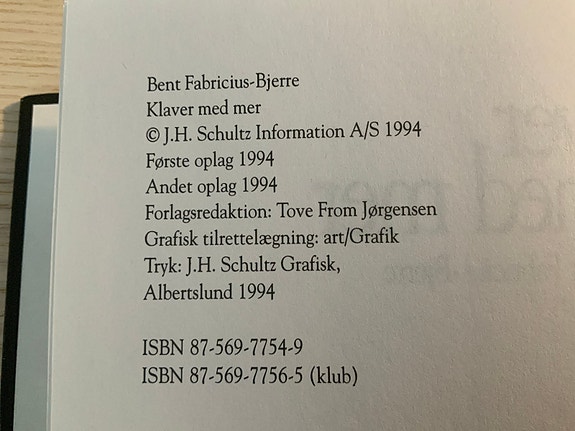 Bent Fabricius-Bjerre
Klaver med mer
© J.H. Schultz Information A/S 1994
Første oplag 1994
Andet oplag 1994
Forlagsredaktion: Tove From Jørgensen
Grafisk tilrettelægning: art/Grafik
Tryk: J.H. Schultz Grafisk,
Albertslund 1994
ISBN 87-569-7754-9
ISBN 87-569-7756-5 (klub)